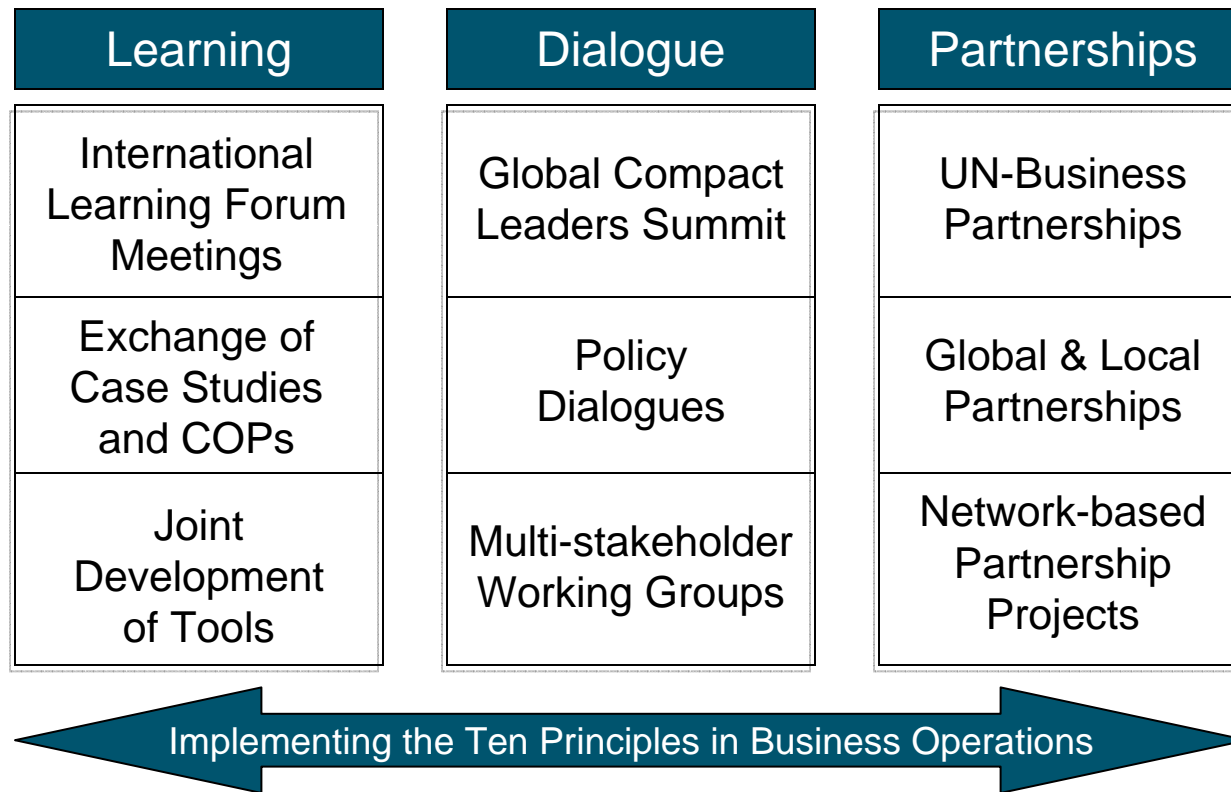 Learning
International
Learning Forum
Meetings
Exchange of
Case Studies
and COPs
Joint
Development
of Tools
Dialogue
Global Compact
Leaders Summit
Policy
Dialogues
Multi-stakeholder
Working Groups
Partnerships
UN-Business
Partnerships
Global & Local
Partnerships
Network-based
Partnership
Projects
Implementing the Ten Principles in Business Operations